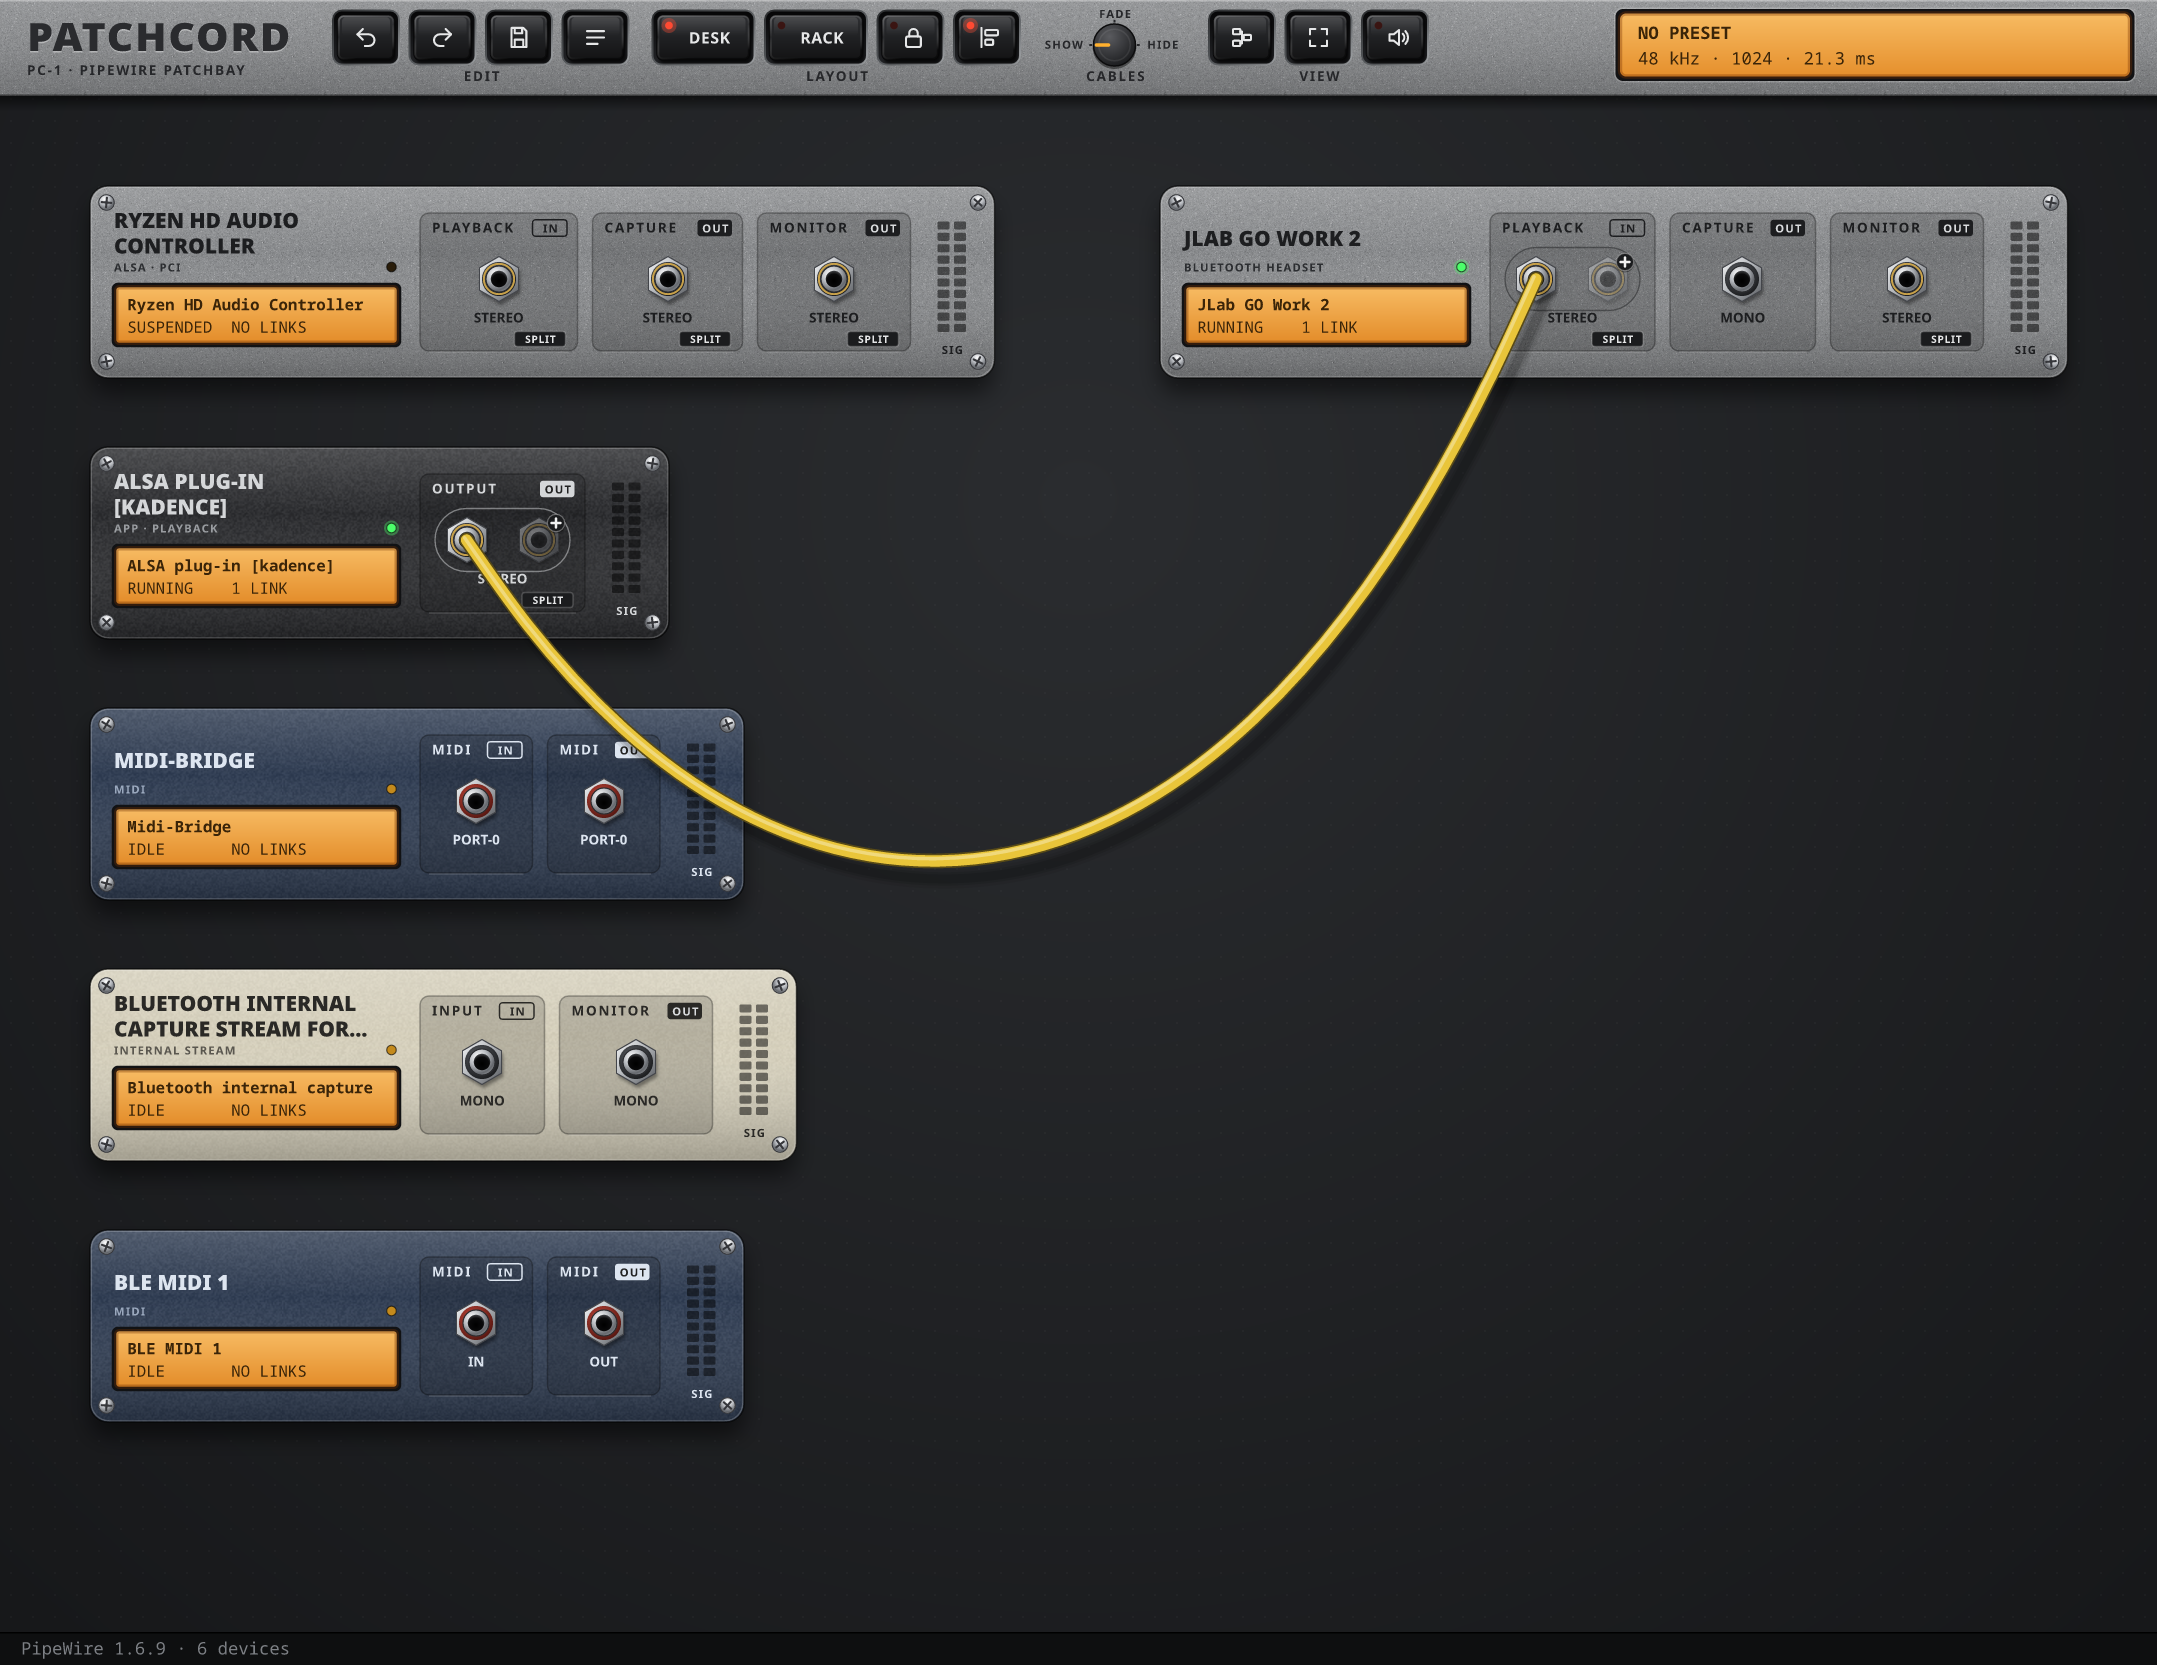 PATCHCORD
PC-1 · PIPEWIRE PATCHBAY
EDIT
DESK
RACK
LAYOUT
FADE
SHOW
HIDE
CABLES
VIEW
NO PRESET
48 kHz · 1024 · 21.3 ms
RYZEN HD AUDIO
CONTROLLER
ALSA · PCI
Ryzen HD Audio Controller
SUSPENDED NO LINKS
PLAYBACK IN
STEREO
SPLIT
CAPTURE OUT
STEREO
SPLIT
MONITOR OUT
STEREO
SPLIT
SIG
JLAB GO WORK 2
BLUETOOTH HEADSET
JLab GO Work 2
RUNNING 1 LINK
PLAYBACK IN
STEREO
SPLIT
CAPTURE OUT
MONO
MONITOR OUT
STEREO
SPLIT
SIG
ALSA PLUG-IN
[KADENCE]
APP · PLAYBACK
ALSA plug-in [kadence]
RUNNING 1 LINK
OUTPUT OUT
STEREO
SPLIT
SIG
MIDI-BRIDGE
MIDI
Midi-Bridge
IDLE NO LINKS
MIDI IN
PORT-0
MIDI OUT
PORT-0
SIG
BLUETOOTH INTERNAL
CAPTURE STREAM FOR...
INTERNAL STREAM
Bluetooth internal capture
IDLE NO LINKS
INPUT IN
MONO
MONITOR OUT
MONO
SIG
BLE MIDI 1
MIDI
BLE MIDI 1
IDLE NO LINKS
MIDI IN
IN
MIDI OUT
OUT
SIG
PipeWire 1.6.9 · 6 devices